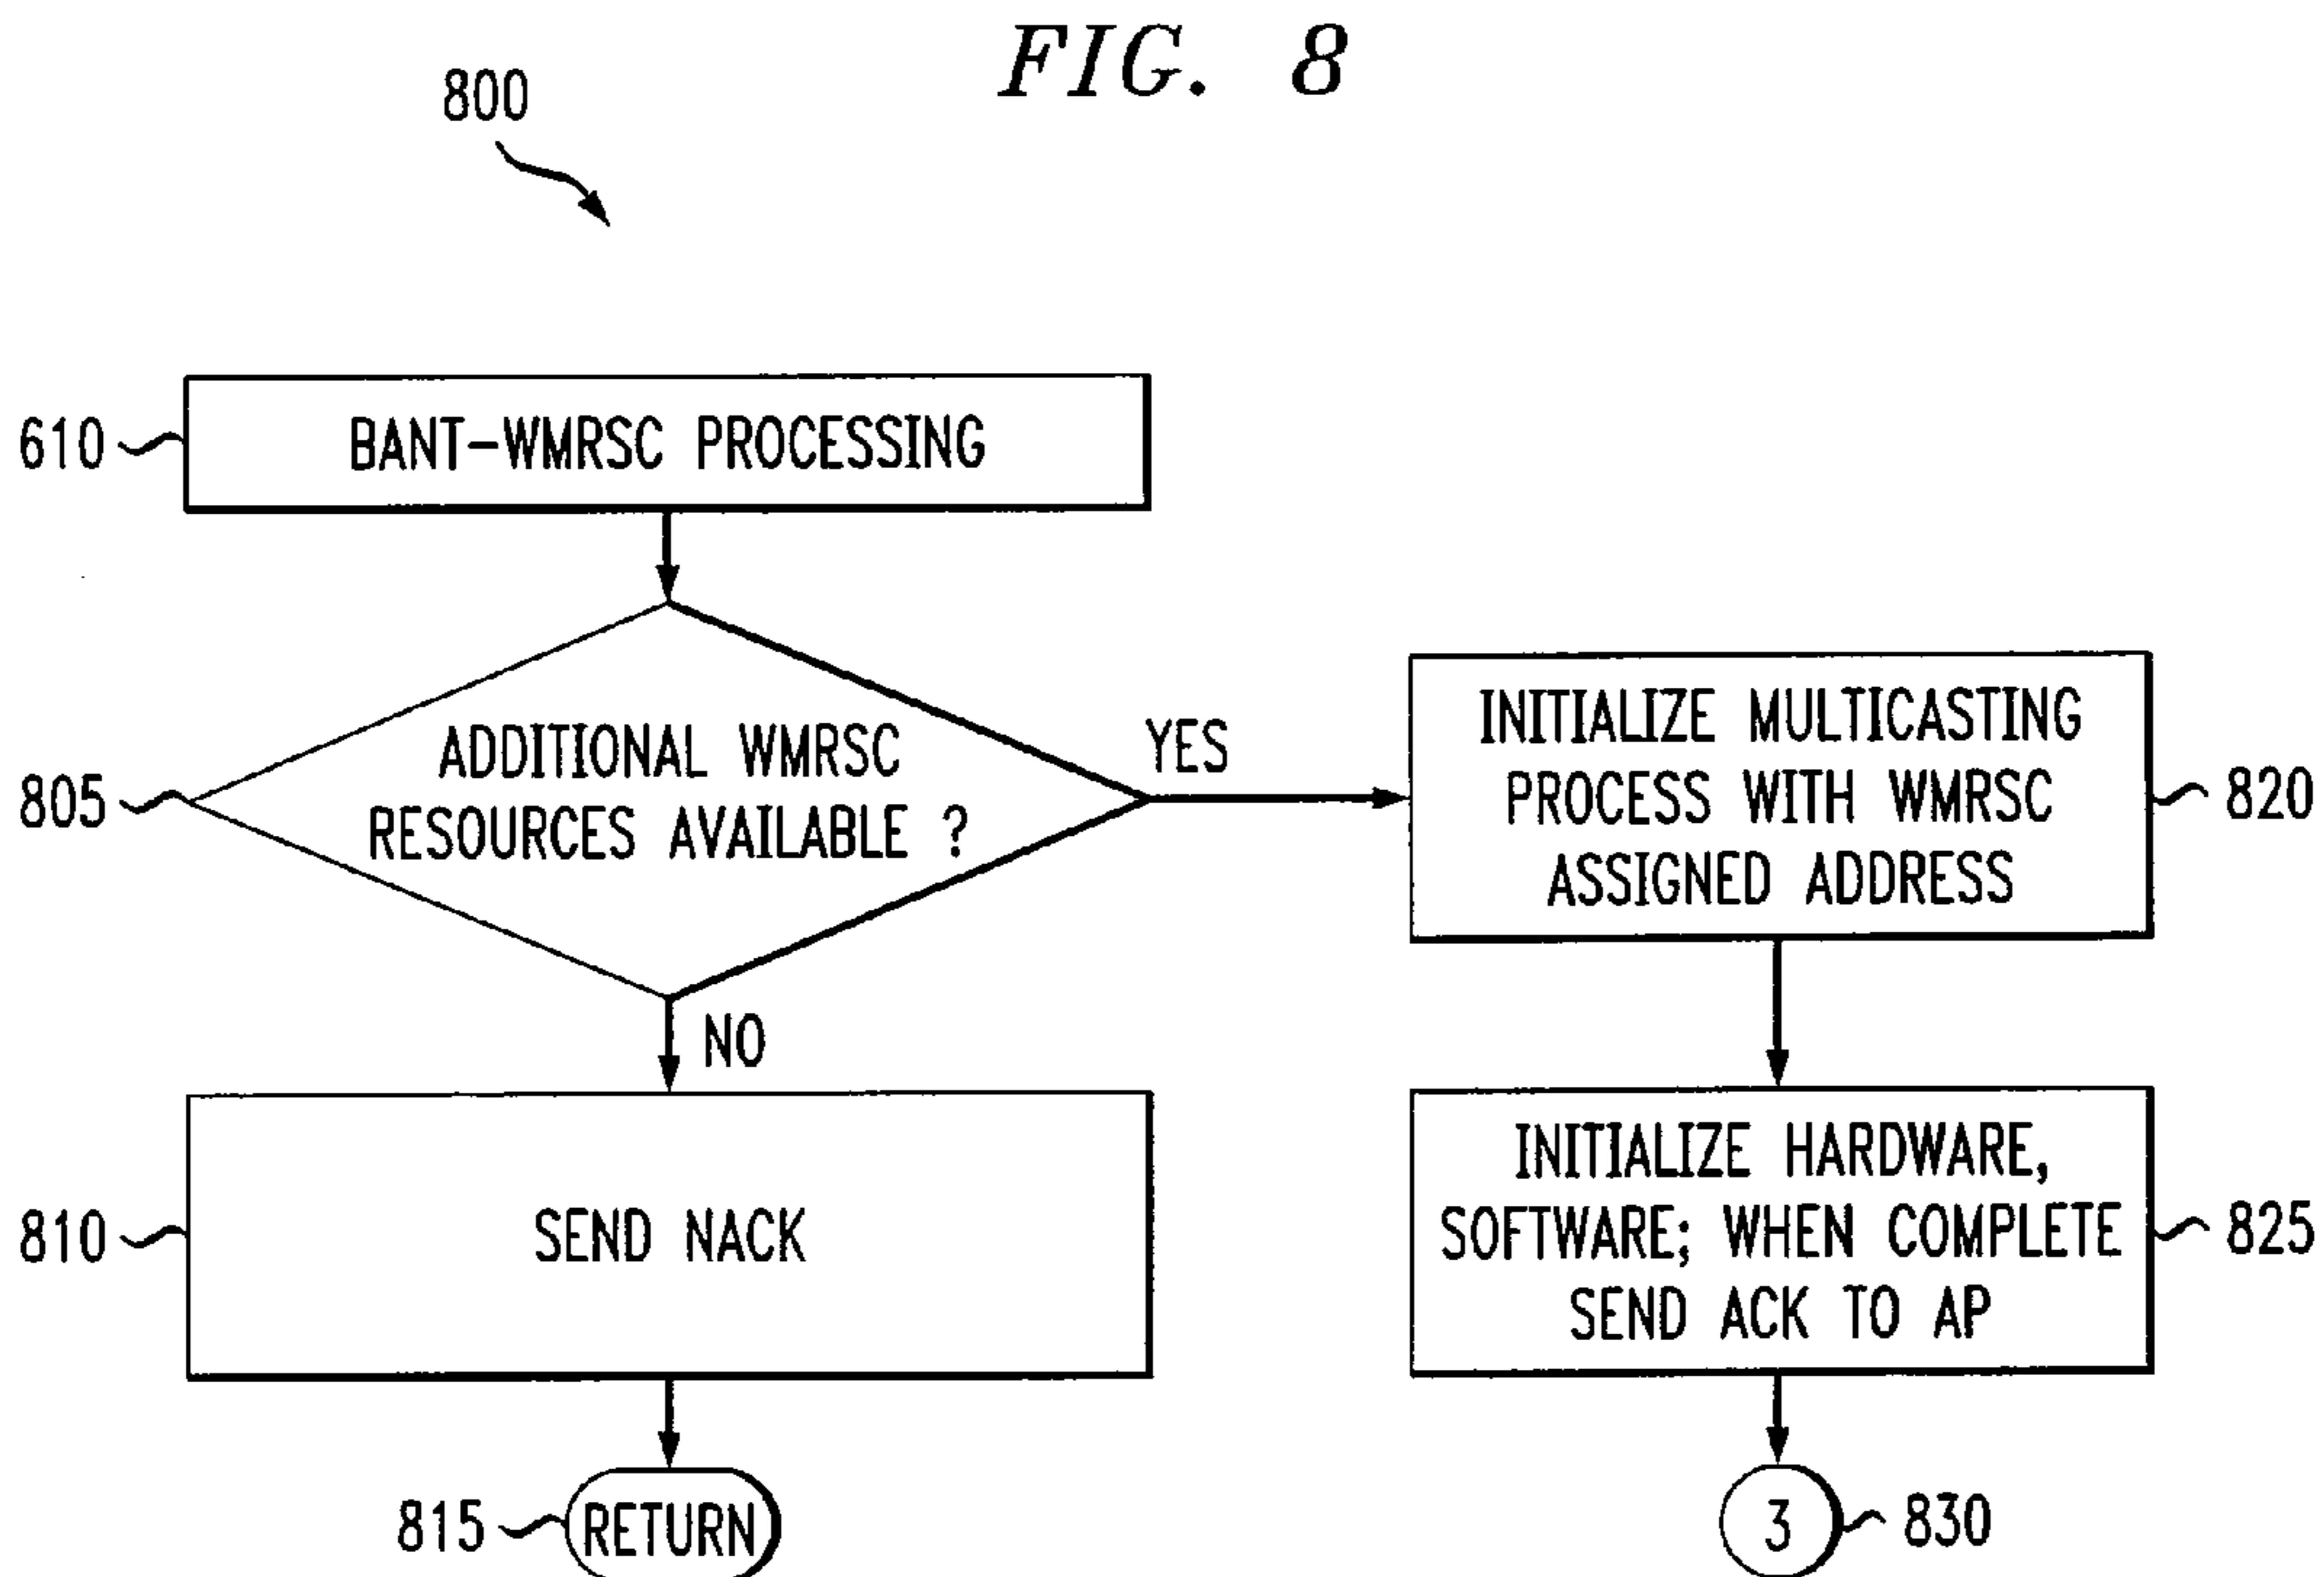 FIG. 8
800
610
BANT-WMRSC PROCESSING
805
ADDITIONAL WMRSC
RESOURCES AVAILABLE ?
YES
NO
INITIALIZE MULTICASTING
PROCESS WITH WMRSC
ASSIGNED ADDRESS
820
810
SEND NACK
INITIALIZE HARDWARE,
SOFTWARE; WHEN COMPLETE
SEND ACK TO AP
825
815
RETURN
3
830